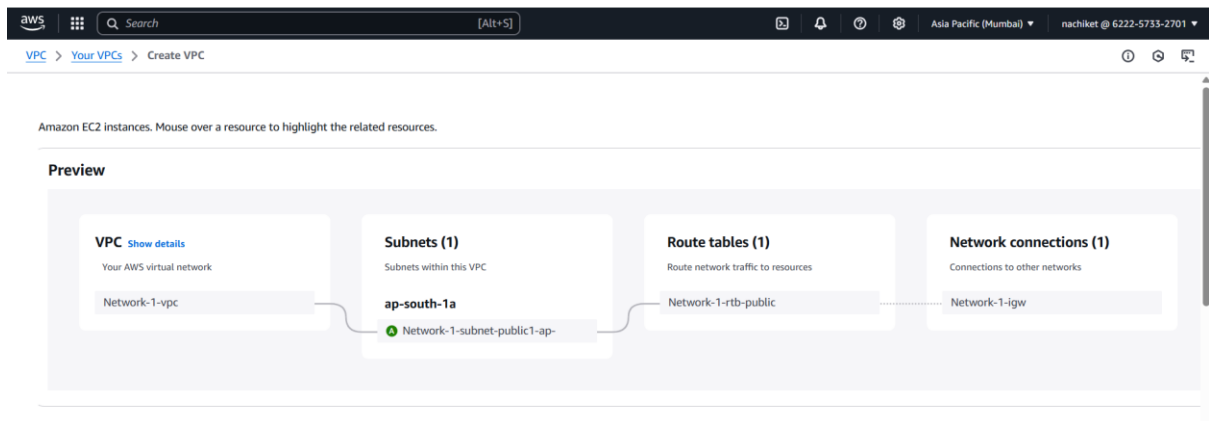 aws Search [Alt+S] Asia Pacific (Mumbai) ▼ nachiket @ 6222-5733-2701 ▼
VPC > Your VPCs > Create VPC
Amazon EC2 instances. Mouse over a resource to highlight the related resources.
Preview
VPC Show details
Your AWS virtual network
Network-1-vpc
Subnets (1)
Subnets within this VPC
ap-south-1a
A Network-1-subnet-public1-ap-
Route tables (1)
Route network traffic to resources
Network-1-rtb-public
Network connections (1)
Connections to other networks
Network-1-igw